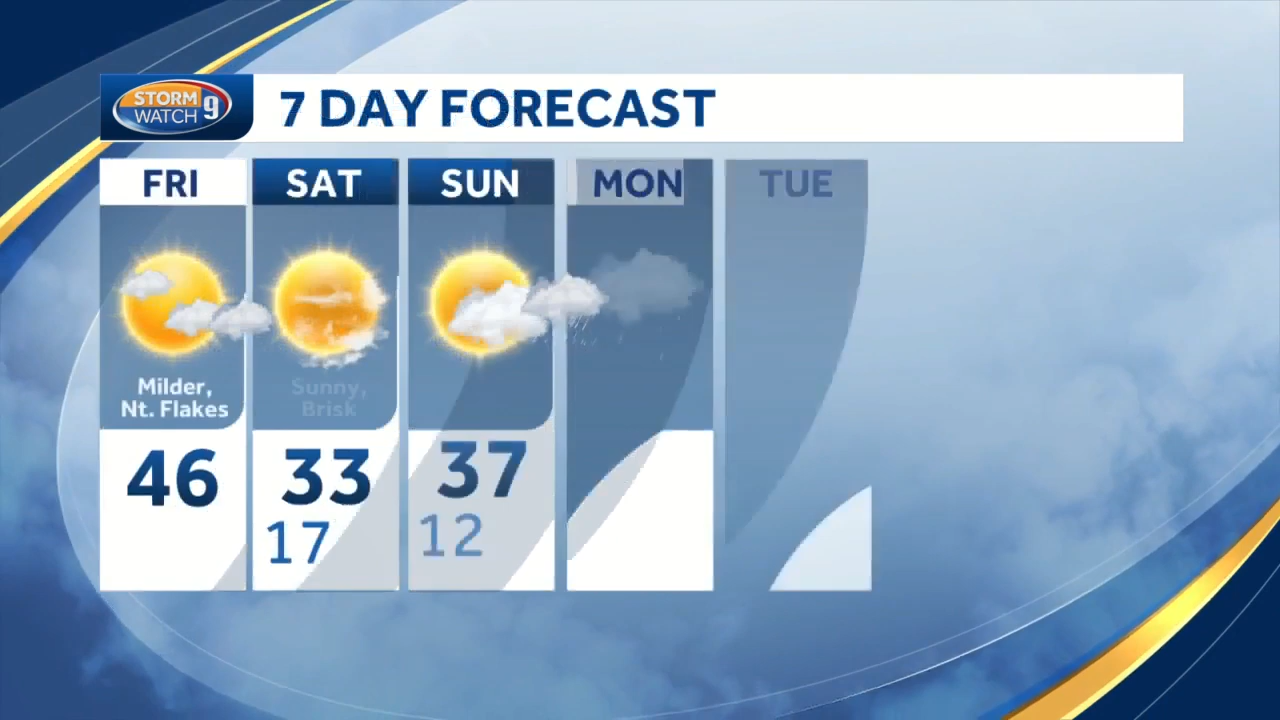 STORM
WATCH 9
7 DAY FORECAST
FRI
SAT
SUN
MON
TUE
Milder,
Nt. Flakes
Sunny,
Brisk
46
33
37
17
12